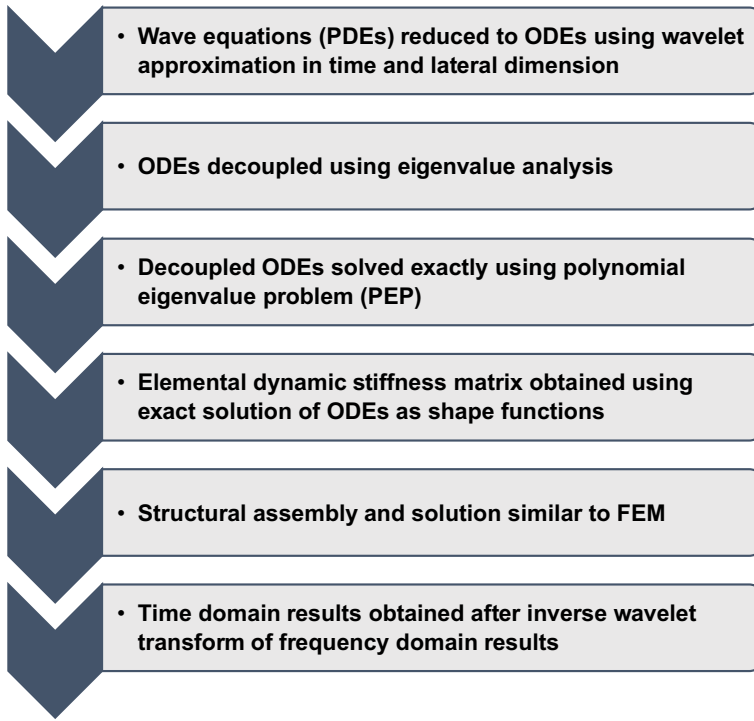 • Wave equations (PDEs) reduced to ODEs using wavelet
approximation in time and lateral dimension
• ODEs decoupled using eigenvalue analysis
• Decoupled ODEs solved exactly using polynomial
eigenvalue problem (PEP)
• Elemental dynamic stiffness matrix obtained using
exact solution of ODEs as shape functions
• Structural assembly and solution similar to FEM
• Time domain results obtained after inverse wavelet
transform of frequency domain results